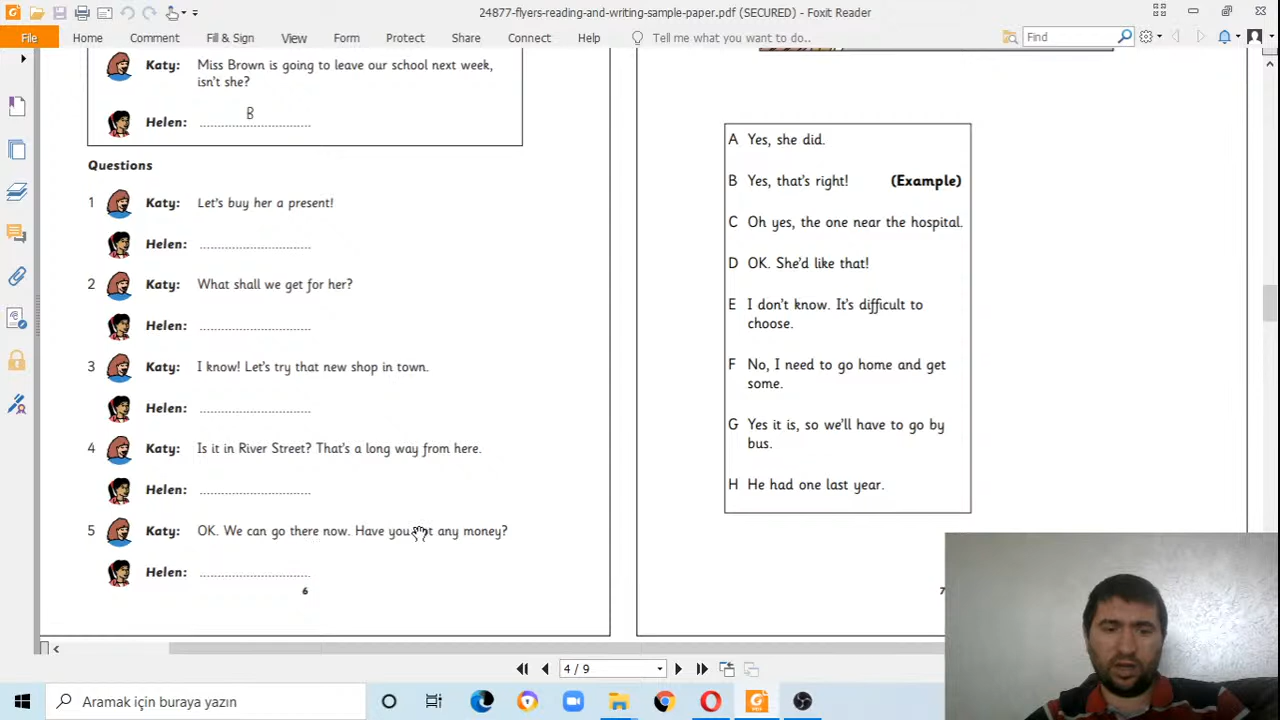 24877-flyers-reading-and-writing-sample-paper.pdf (SECURED) - Foxit Reader
File Home Comment Fill & Sign View Form Protect Share Connect Help Tell me what you want to do.. Find
Katy: Miss Brown is going to leave our school next week,
isn't she?
Helen: B
Questions
1 Katy: Let's buy her a present!
Helen:
2 Katy: What shall we get for her?
Helen:
3 Katy: I know! Let's try that new shop in town.
Helen:
4 Katy: Is it in River Street? That's a long way from here.
Helen:
5 Katy: OK. We can go there now. Have you any money?
Helen:
6
A Yes, she did.
B Yes, that's right! (Example)
C Oh yes, the one near the hospital.
D OK. She'd like that!
E I don't know. It's difficult to
choose.
F No, I need to go home and get
some.
G Yes it is, so we'll have to go by
bus.
H He had one last year.
7
4 / 9
Aramak için buraya yazın